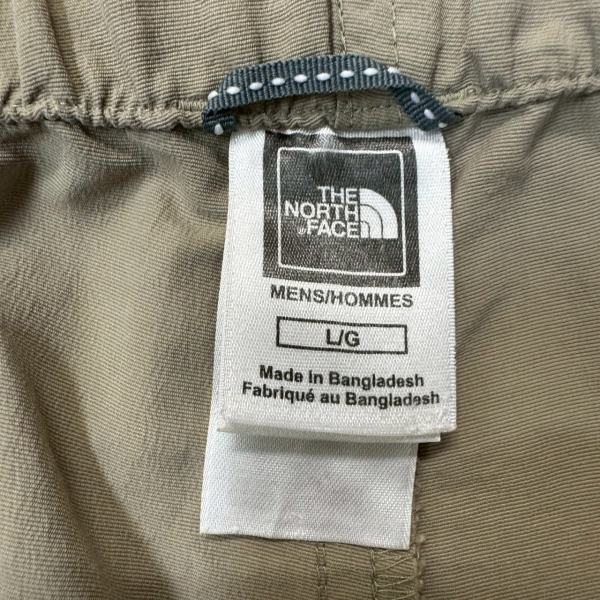 THE
NORTH
FACE
MENS/HOMMES
L/G
Made in Bangladesh
Fabriqué au Bangladesh